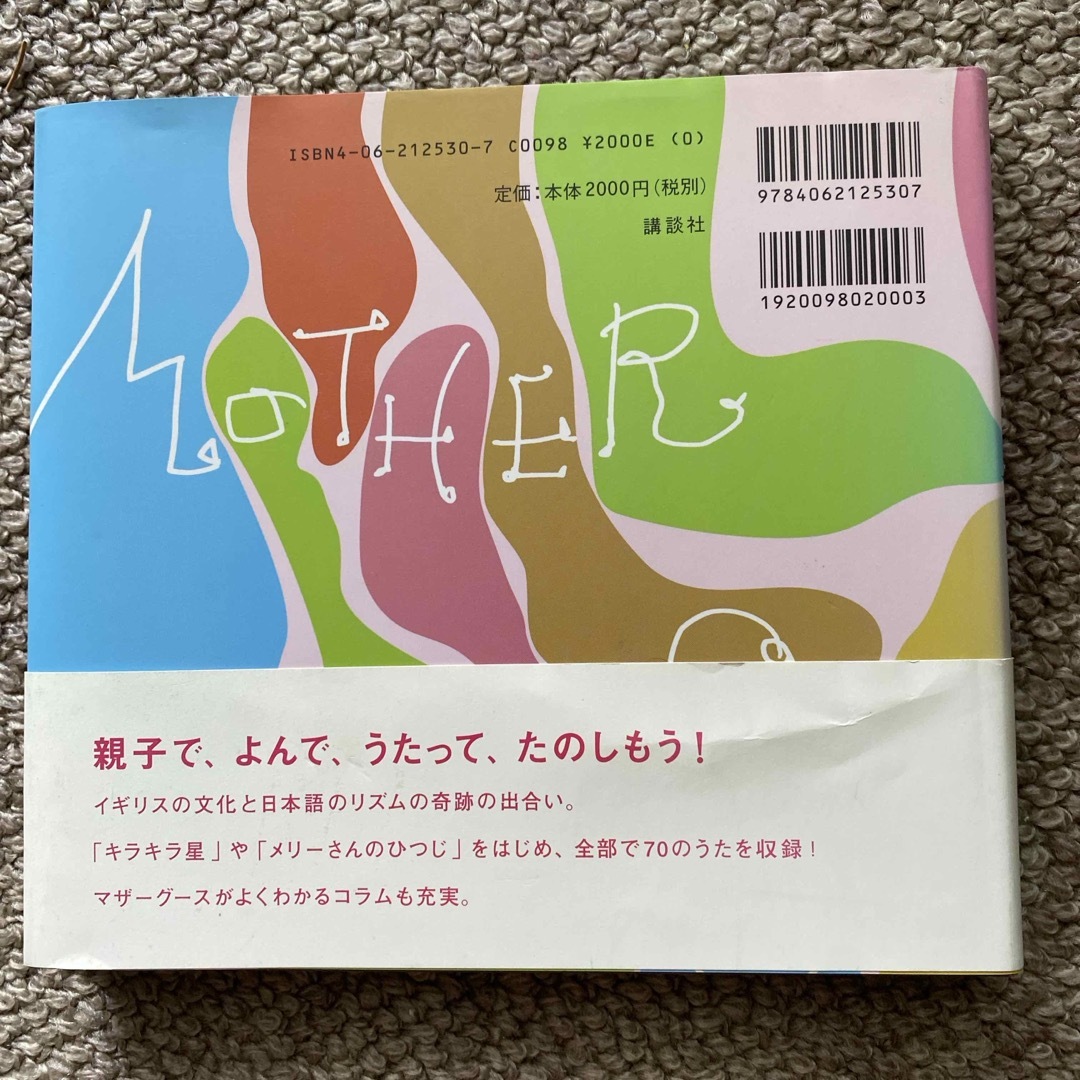 ISBN4-06-212530-7 C0098 ¥2000E (0)
定価：本体2000円（税別）
講談社
9784062125307
1920098020003
MOTHER
親子で、よんで、うたって、たのしもう！
イギリスの文化と日本語のリズムの奇跡の出合い。
「キラキラ星」や「メリーさんのひつじ」をはじめ、全部で70のうたを収録！
マザーグースがよくわかるコラムも充実。